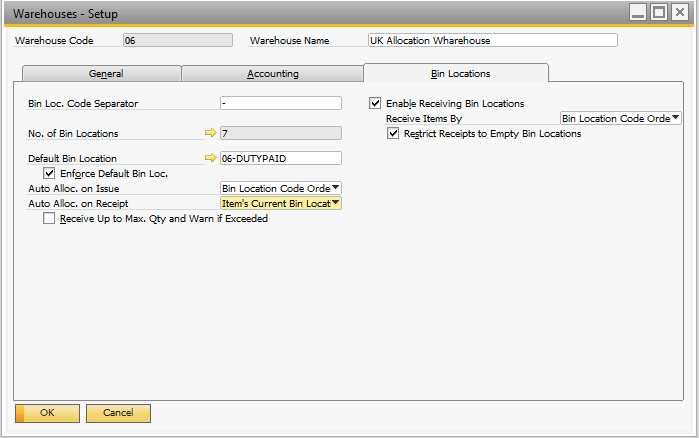 Warehouses - Setup
Warehouse Code 06 Warehouse Name UK Allocation Wharehouse
General Accounting Bin Locations
Bin Loc. Code Separator - Enable Receiving Bin Locations
Receive Items By Bin Location Code Orde
No. of Bin Locations 7 Restrict Receipts to Empty Bin Locations
Default Bin Location 06-DUTYPAID
Enforce Default Bin Loc.
Auto Alloc. on Issue Bin Location Code Orde
Auto Alloc. on Receipt Item's Current Bin Locat
Receive Up to Max. Qty and Warn if Exceeded
OK Cancel